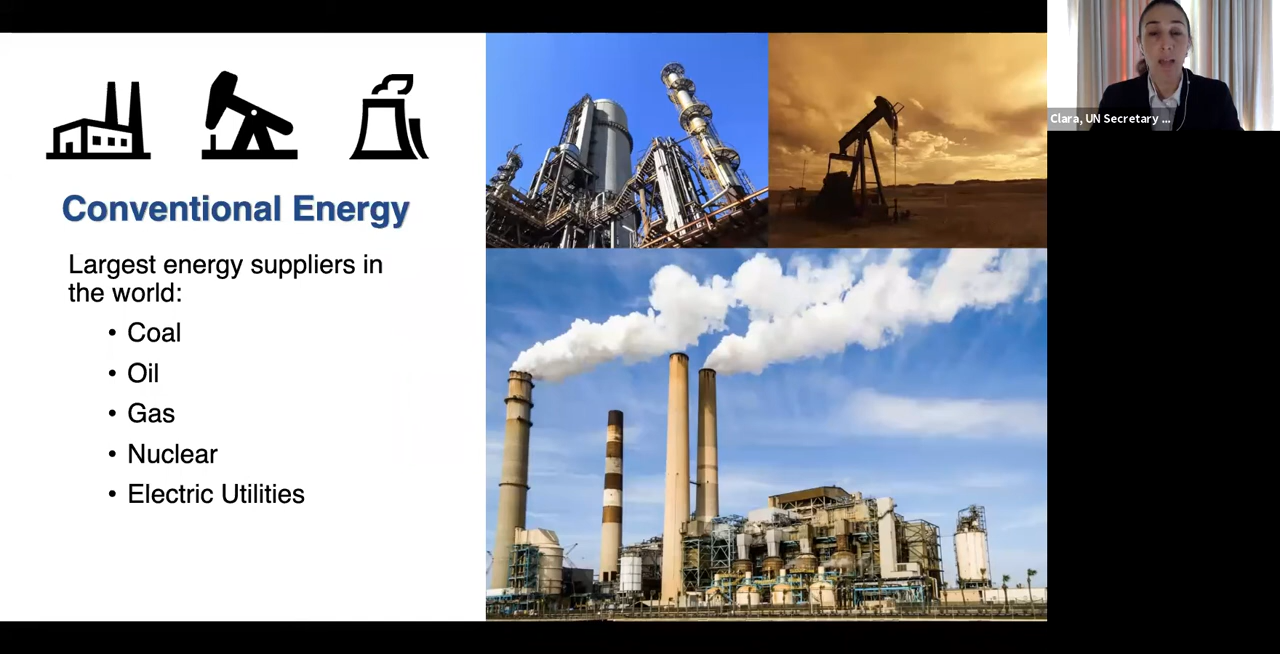 Conventional Energy
Largest energy suppliers in
the world:
• Coal
• Oil
• Gas
• Nuclear
• Electric Utilities
Clara, UN Secretary ...